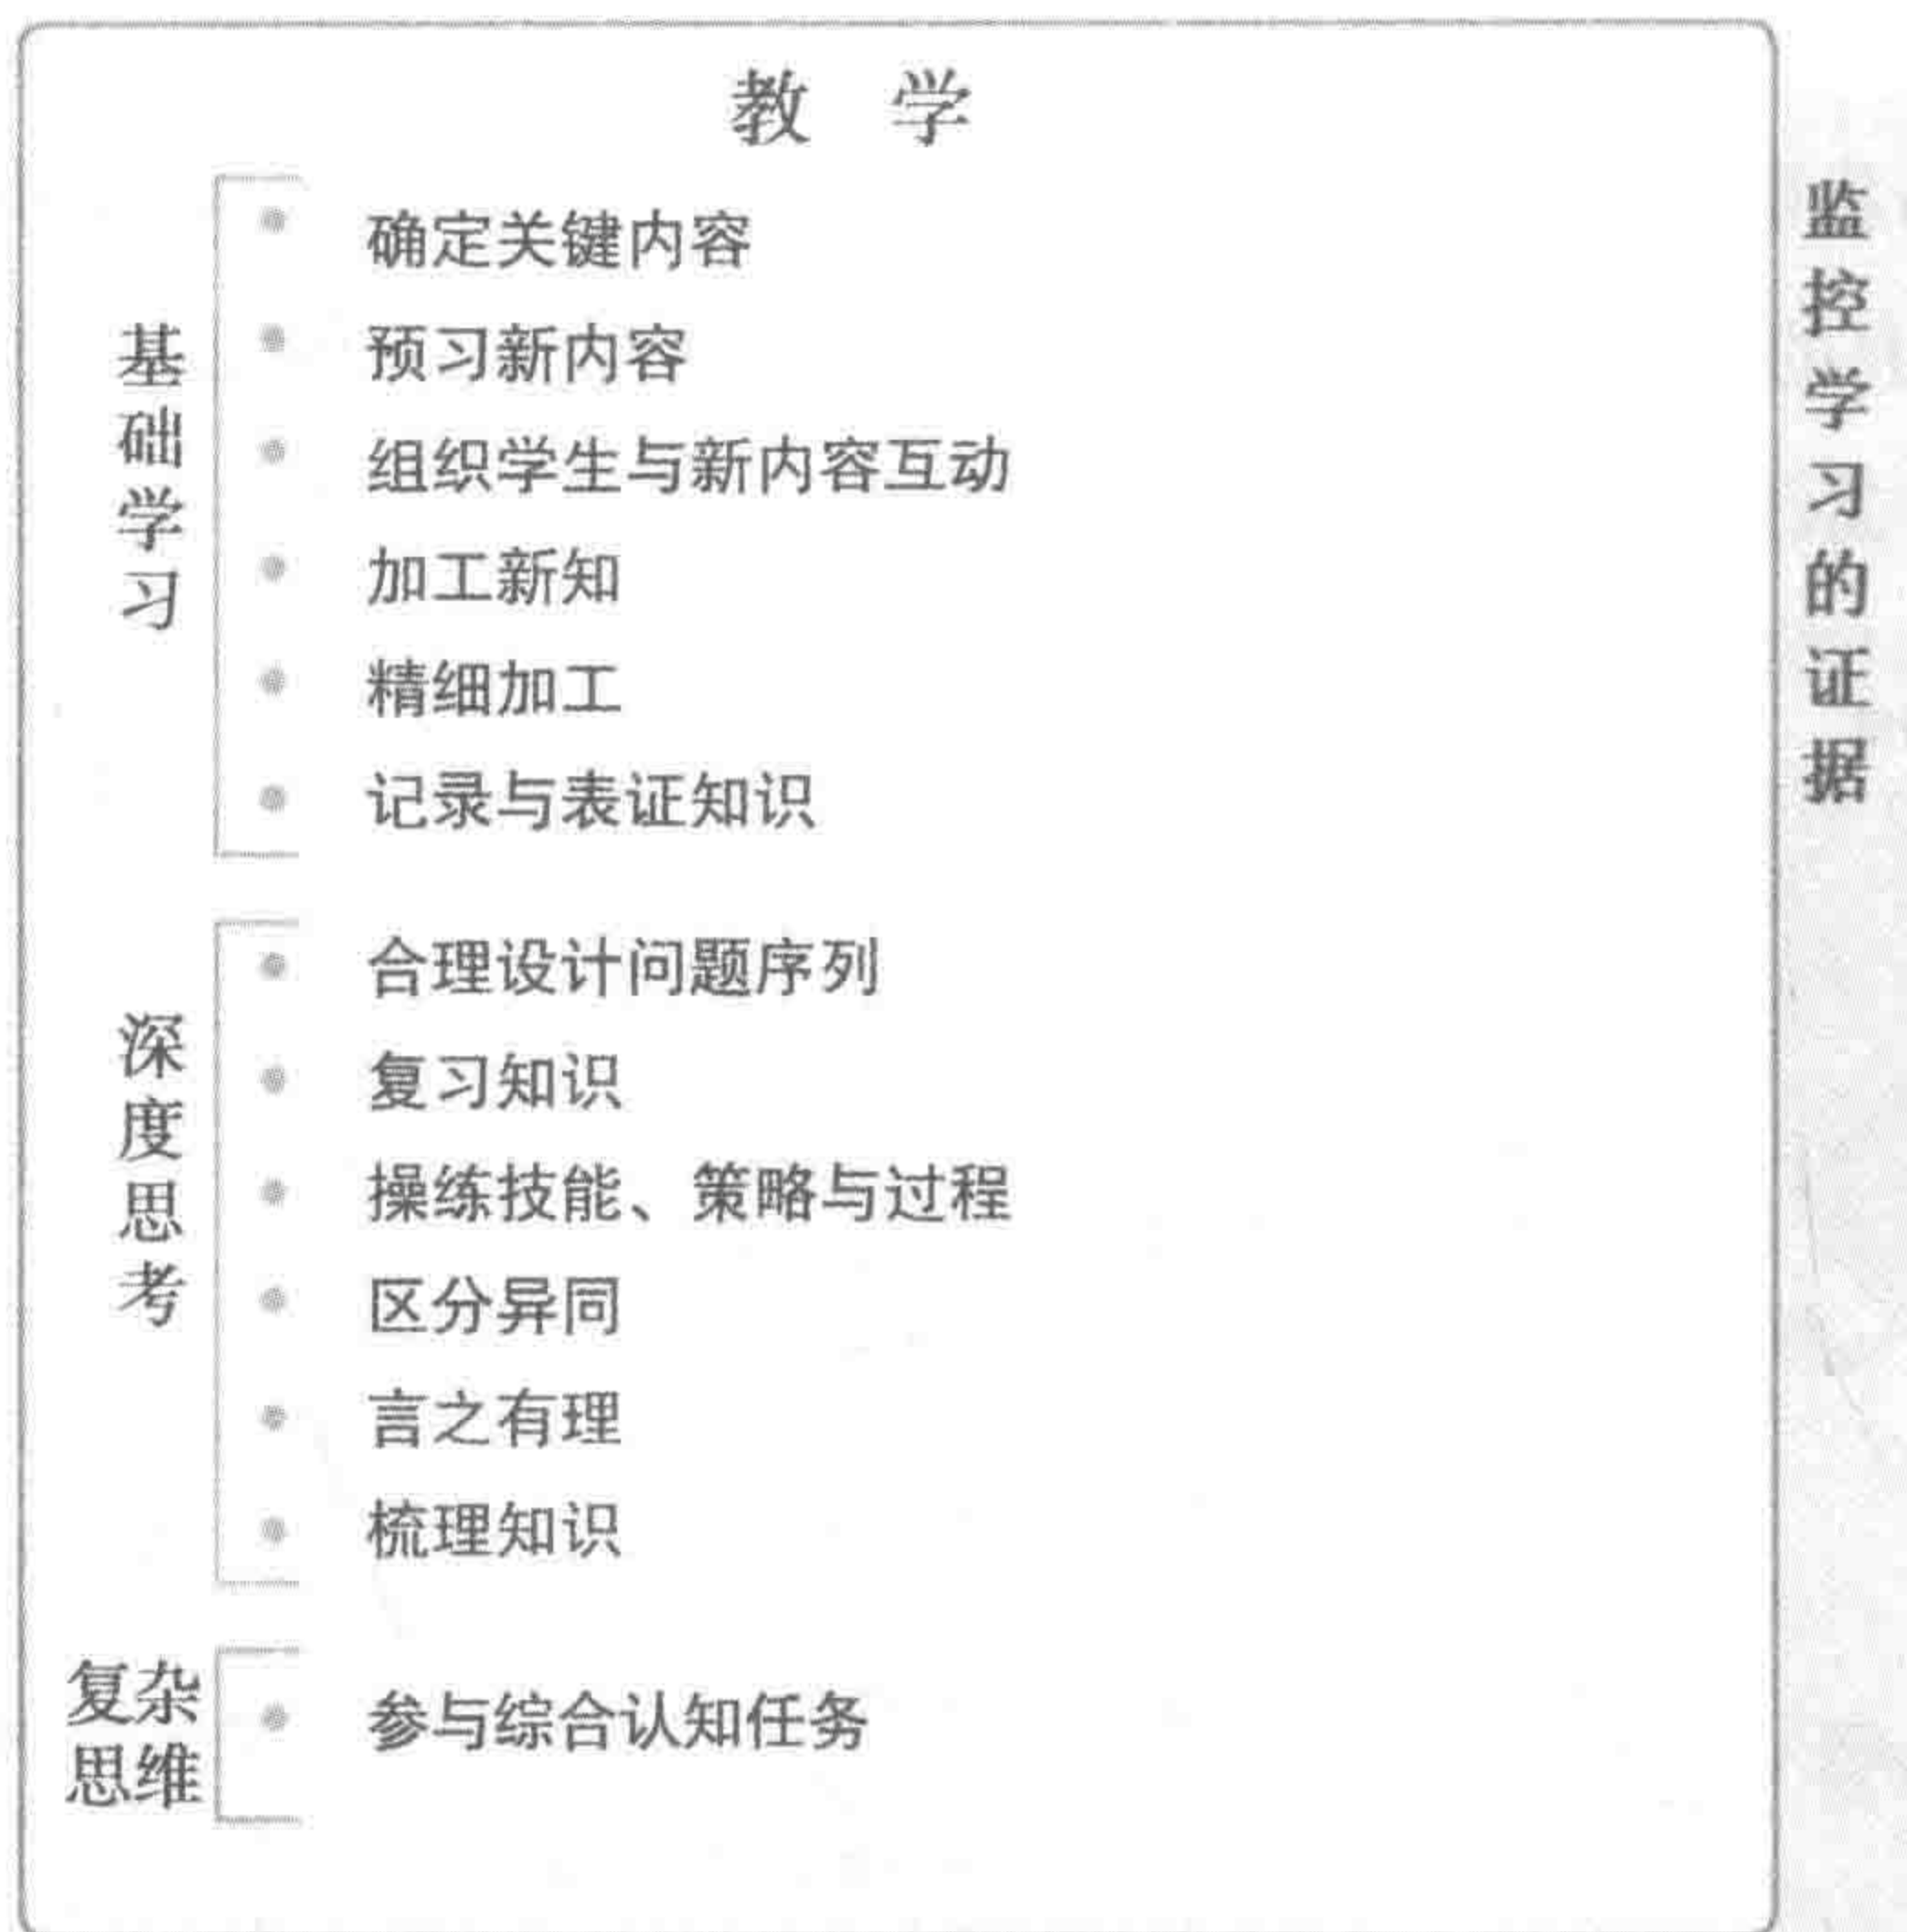 教 学
基础学习
确定关键内容
预习新内容
组织学生与新内容互动
加工新知
精细加工
记录与表证知识
深度思考
合理设计问题序列
复习知识
操练技能、策略与过程
区分异同
言之有理
梳理知识
复杂
思维
参与综合认知任务
监控学习的证据